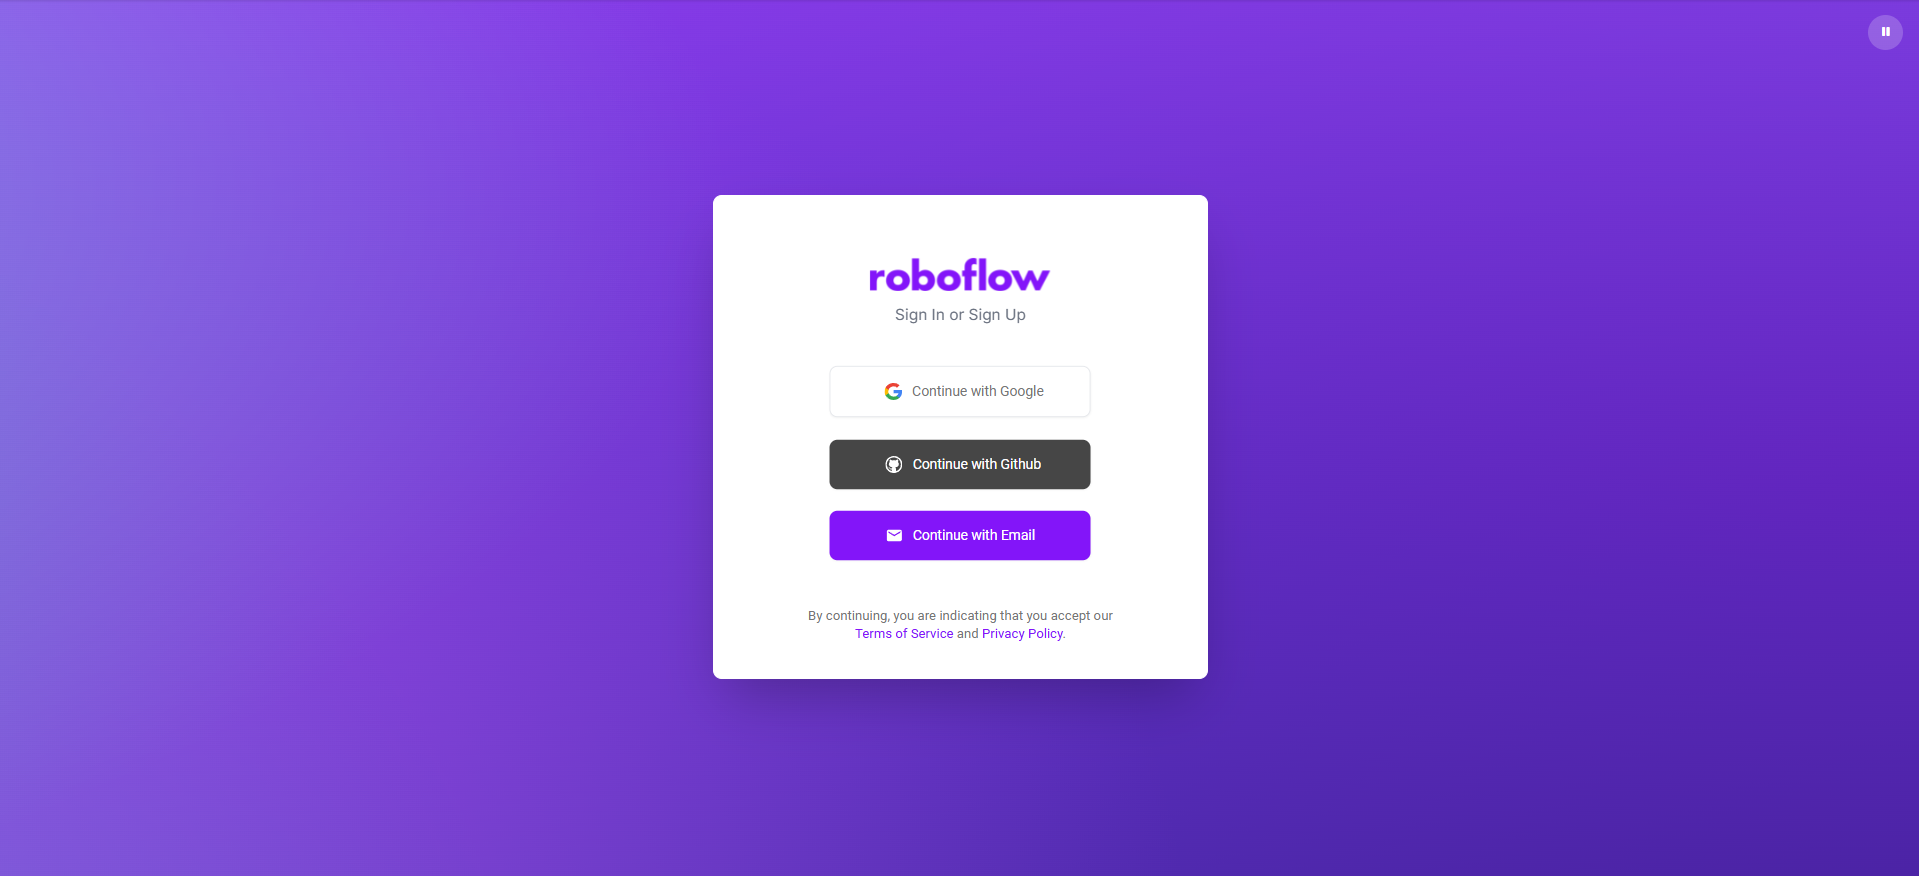 roboflow
Sign In or Sign Up
Continue with Google
Continue with Github
Continue with Email
By continuing, you are indicating that you accept our
Terms of Service and Privacy Policy.